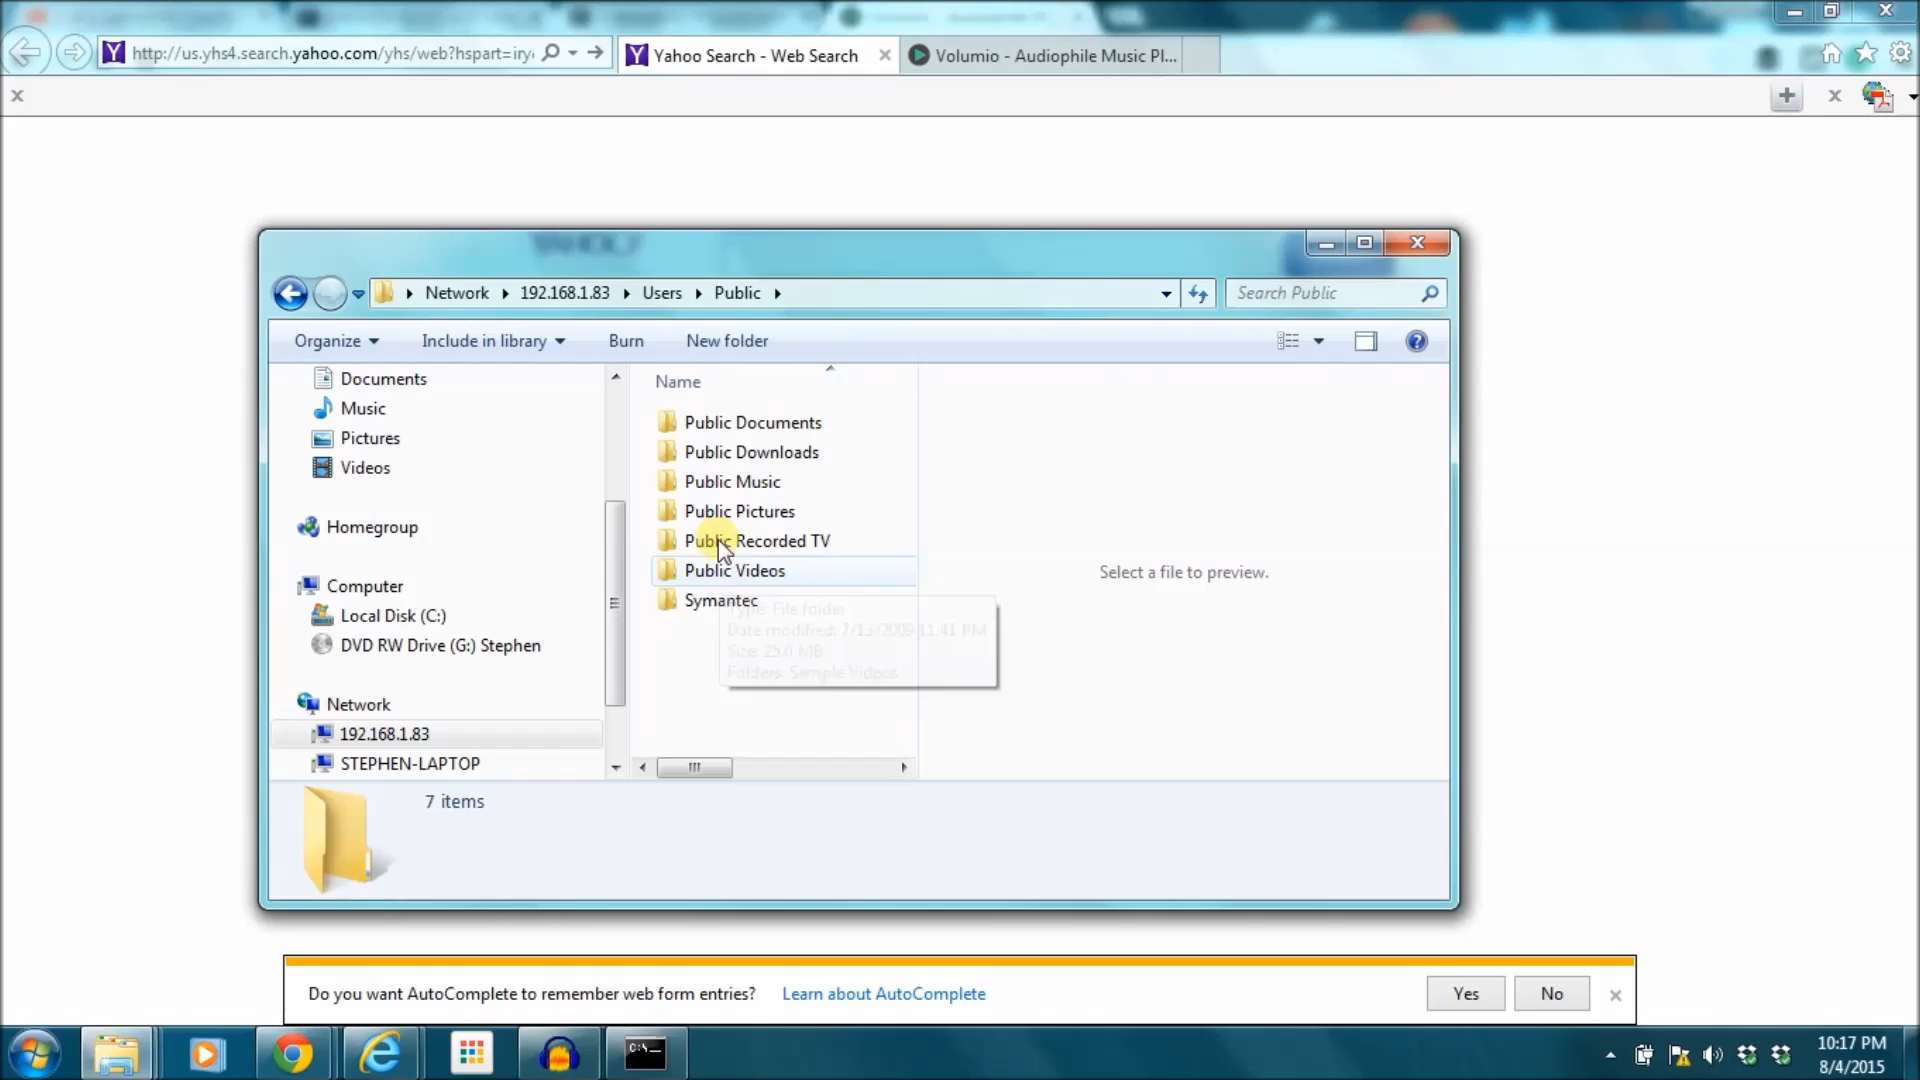 http://us.yhs4.search.yahoo.com/yhs/web?hspart=iry
Yahoo Search - Web Search
Volumio - Audiophile Music Pl...
Network
192.168.1.83
Users
Public
Search Public
Organize
Include in library
Burn
New folder
Documents
Music
Pictures
Videos
Homegroup
Computer
Local Disk (C:)
DVD RW Drive (G:) Stephen
Network
192.168.1.83
STEPHEN-LAPTOP
Name
Public Documents
Public Downloads
Public Music
Public Pictures
Public Recorded TV
Public Videos
Symantec
Type: File folder
Date modified: 7/13/2009 11:41 PM
Size: 25.0 MB
Folders: Sample Videos
Select a file to preview.
7 items
Do you want AutoComplete to remember web form entries?
Learn about AutoComplete
Yes
No
C:\
10:17 PM
8/4/2015